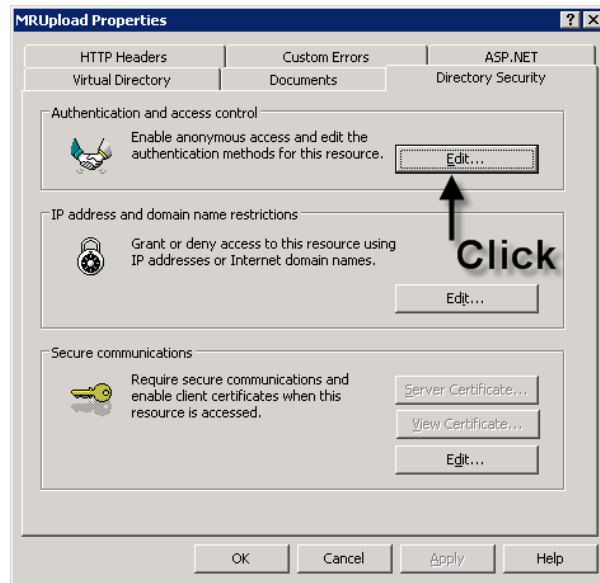 MRUpload Properties
HTTP Headers
Custom Errors
ASP.NET
Virtual Directory
Documents
Directory Security
Authentication and access control
Enable anonymous access and edit the
authentication methods for this resource.
Edit...
Click
IP address and domain name restrictions
Grant or deny access to this resource using
IP addresses or Internet domain names.
Edit...
Secure communications
Require secure communications and
enable client certificates when this
resource is accessed.
Server Certificate...
View Certificate...
Edit...
OK
Cancel
Apply
Help